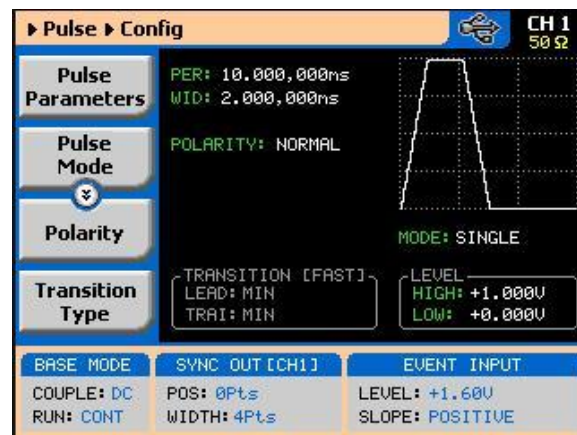 ▶ Pulse ▶ Config
CH 1
50 Ω
Pulse
Parameters
PER: 10.000,000ms
WID: 2.000,000ms
Pulse
Mode
POLARITY: NORMAL
Polarity
MODE: SINGLE
Transition
Type
TRANSITION [FAST]
LEAD: MIN
TRAI: MIN
LEVEL
HIGH: +1.000V
LOW: +0.000V
BASE MODE
COUPLE: DC
RUN: CONT
SYNC OUT [CH1]
POS: 0Pts
WIDTH: 4Pts
EVENT INPUT
LEVEL: +1.60V
SLOPE: POSITIVE